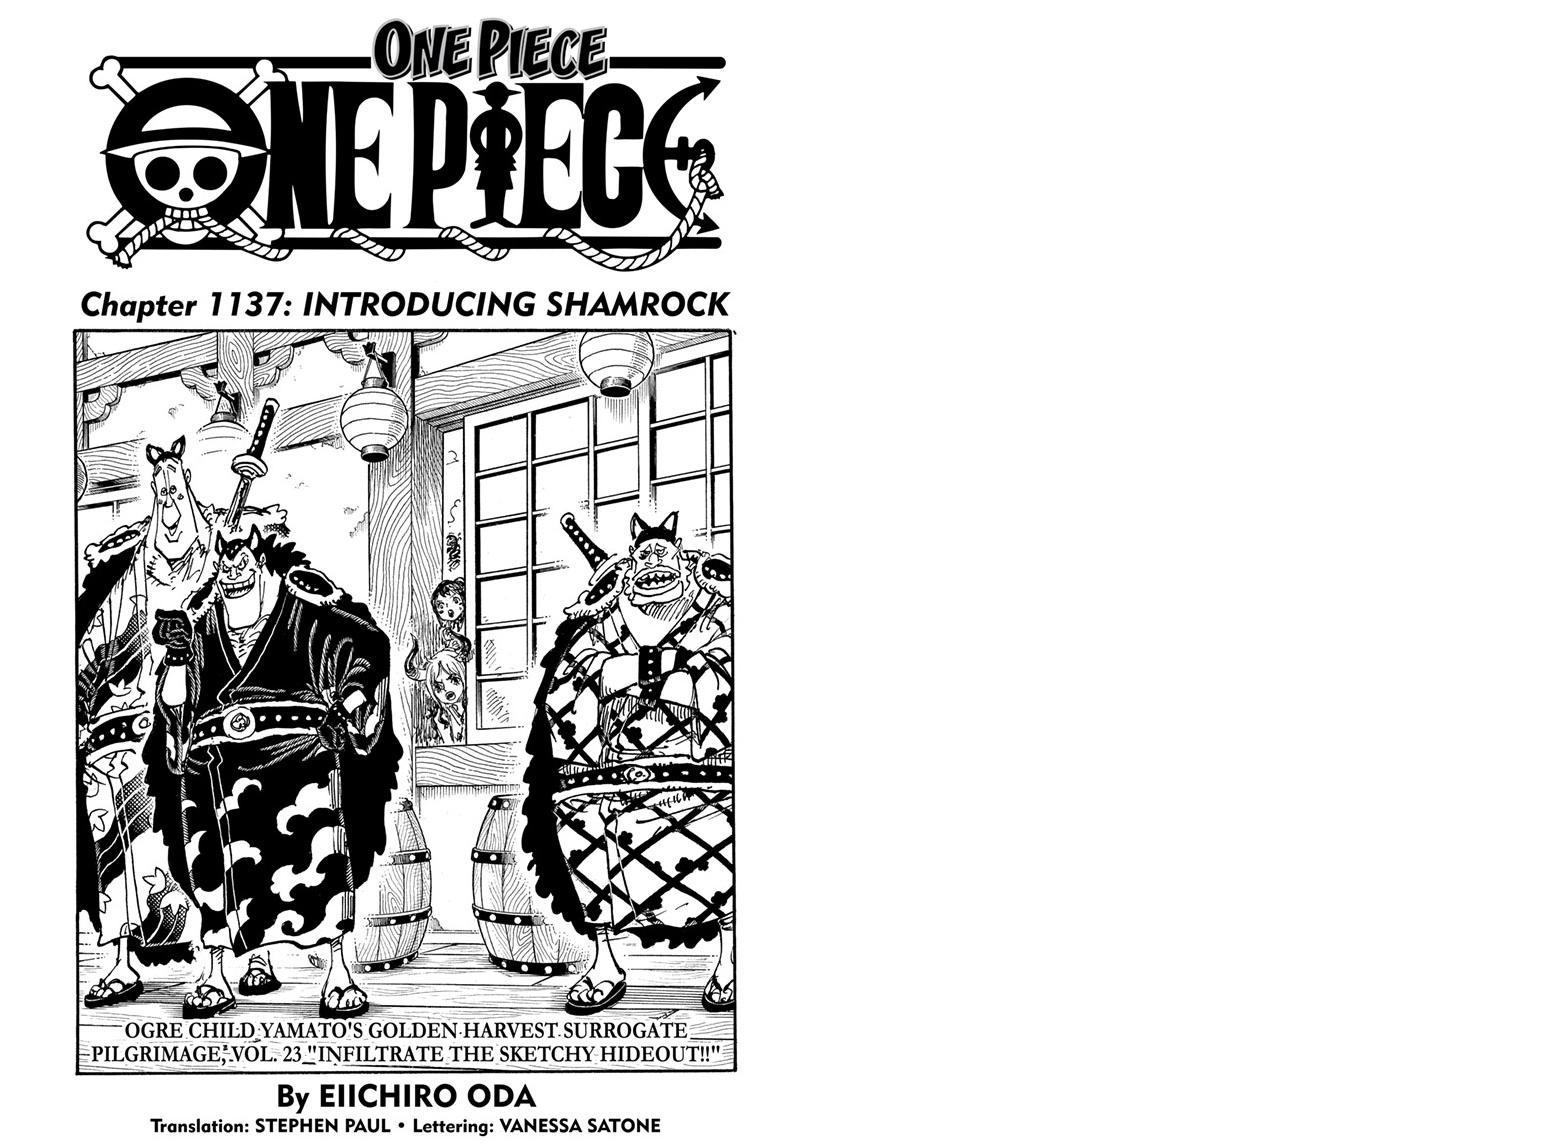 ONE PIECE
ONE PIECE
Chapter 1137: INTRODUCING SHAMROCK
OGRE CHILD YAMATO'S GOLDEN HARVEST SURROGATE
PILGRIMAGE, VOL. 23 "INFILTRATE THE SKETCHY HIDEOUT!!"
By EIICHIRO ODA
Translation: STEPHEN PAUL • Lettering: VANESSA SATONE